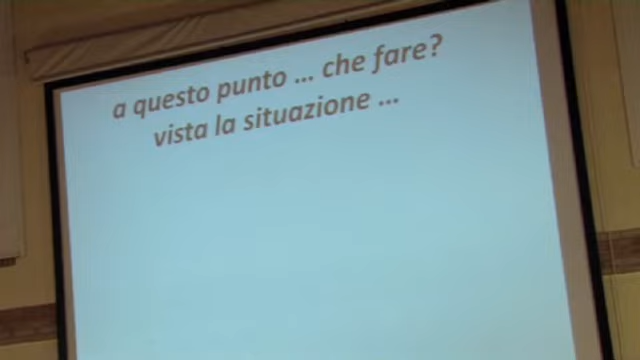 a questo punto ... che fare?
vista la situazione ...